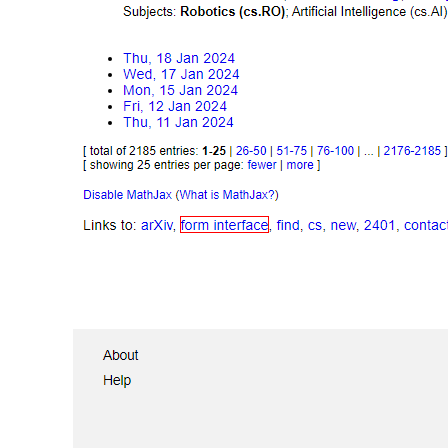 Subjects: Robotics (cs.RO); Artificial Intelligence (cs.AI)
• Thu, 18 Jan 2024
• Wed, 17 Jan 2024
• Mon, 15 Jan 2024
• Fri, 12 Jan 2024
• Thu, 11 Jan 2024
[ total of 2185 entries: 1-25 | 26-50 | 51-75 | 76-100 | ... | 2176-2185 ]
[ showing 25 entries per page: fewer | more ]
Disable MathJax (What is MathJax?)
Links to: arXiv, form interface, find, cs, new, 2401, contact
About
Help